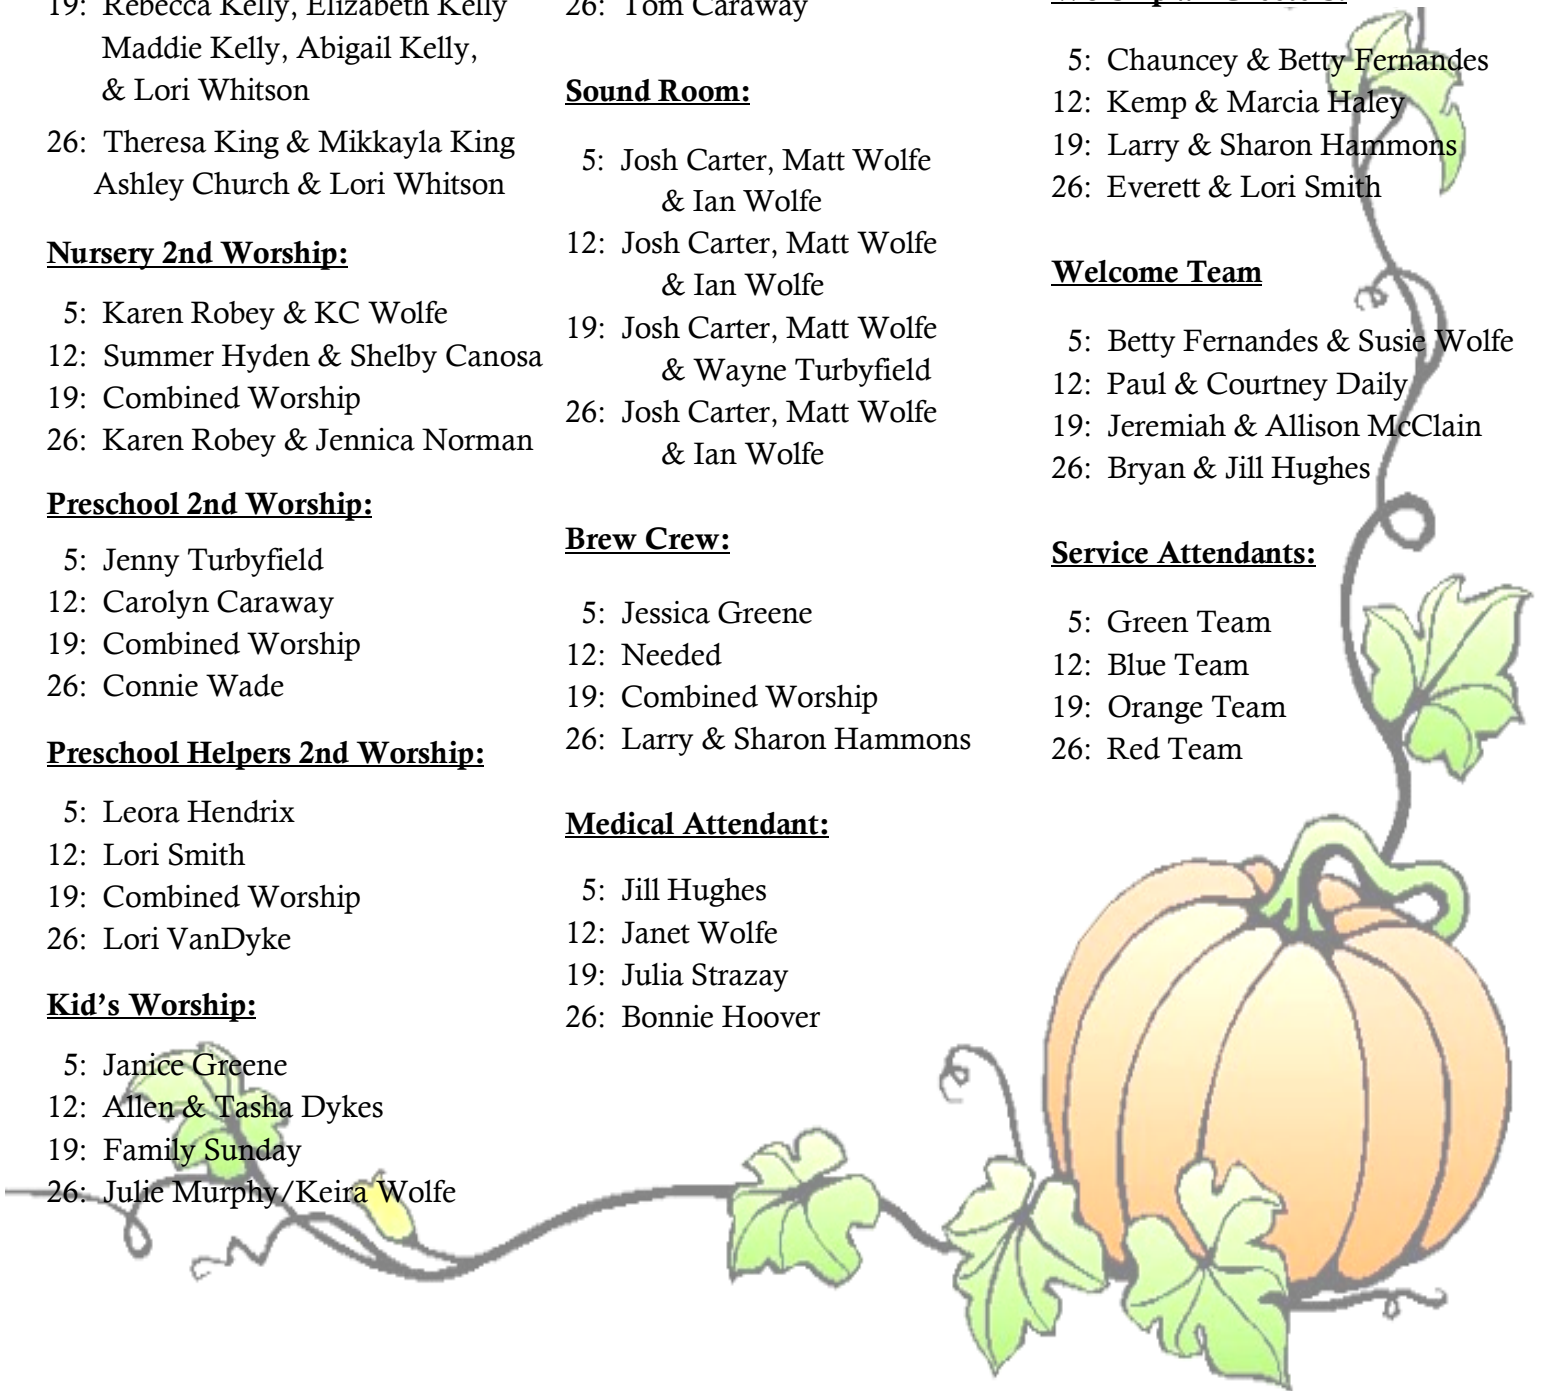 19: Rebecca Kelly, Elizabeth Kelly
Maddie Kelly, Abigail Kelly,
& Lori Whitson
26: Theresa King & Mikkayla King
Ashley Church & Lori Whitson
Nursery 2nd Worship:
5: Karen Robey & KC Wolfe
12: Summer Hyden & Shelby Canosa
19: Combined Worship
26: Karen Robey & Jennica Norman
Preschool 2nd Worship:
5: Jenny Turbyfield
12: Carolyn Caraway
19: Combined Worship
26: Connie Wade
Preschool Helpers 2nd Worship:
5: Leora Hendrix
12: Lori Smith
19: Combined Worship
26: Lori VanDyke
Kid’s Worship:
5: Janice Greene
12: Allen & Tasha Dykes
19: Family Sunday
26: Julie Murphy/Keira Wolfe
26: Tom Caraway
Sound Room:
5: Josh Carter, Matt Wolfe
& Ian Wolfe
12: Josh Carter, Matt Wolfe
& Ian Wolfe
19: Josh Carter, Matt Wolfe
& Wayne Turbyfield
26: Josh Carter, Matt Wolfe
& Ian Wolfe
Brew Crew:
5: Jessica Greene
12: Needed
19: Combined Worship
26: Larry & Sharon Hammons
Medical Attendant:
5: Jill Hughes
12: Janet Wolfe
19: Julia Strazay
26: Bonnie Hoover
5: Chauncey & Betty Fernandes
12: Kemp & Marcia Haley
19: Larry & Sharon Hammons
26: Everett & Lori Smith
Welcome Team
5: Betty Fernandes & Susie Wolfe
12: Paul & Courtney Daily
19: Jeremiah & Allison McClain
26: Bryan & Jill Hughes
Service Attendants:
5: Green Team
12: Blue Team
19: Orange Team
26: Red Team